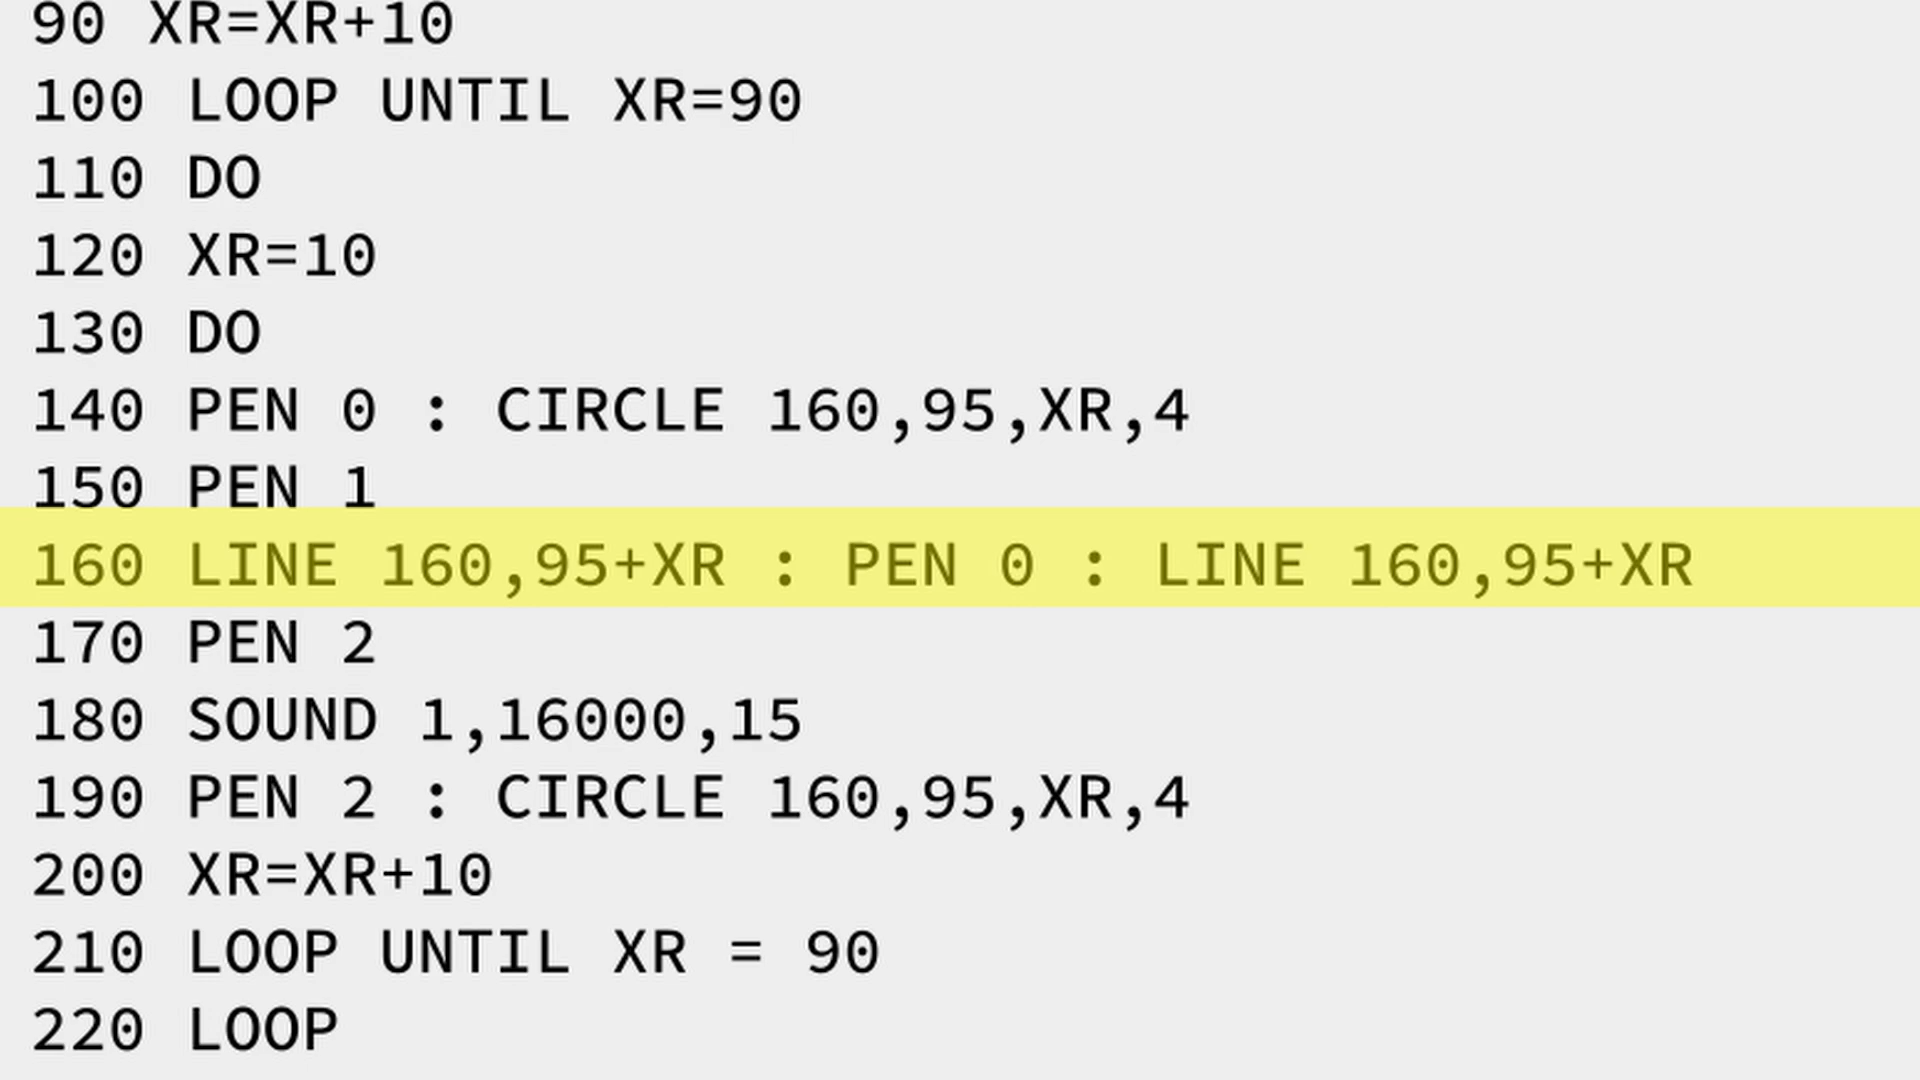 90 XR=XR+10
100 LOOP UNTIL XR=90
110 DO
120 XR=10
130 DO
140 PEN 0 : CIRCLE 160,95,XR,4
150 PEN 1
160 LINE 160,95+XR : PEN 0 : LINE 160,95+XR
170 PEN 2
180 SOUND 1,16000,15
190 PEN 2 : CIRCLE 160,95,XR,4
200 XR=XR+10
210 LOOP UNTIL XR = 90
220 LOOP